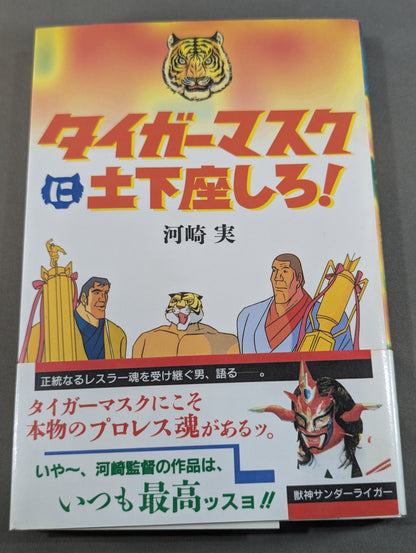 タイガーマスク
に土下座しろ!
河崎 実
正統なるレスラー魂を受け継ぐ男、語る──。
タイガーマスクにこそ
本物のプロレス魂があるッ。
いや〜、河崎監督の作品は、
いつも最高ッスョ!!
獣神サンダーライガー